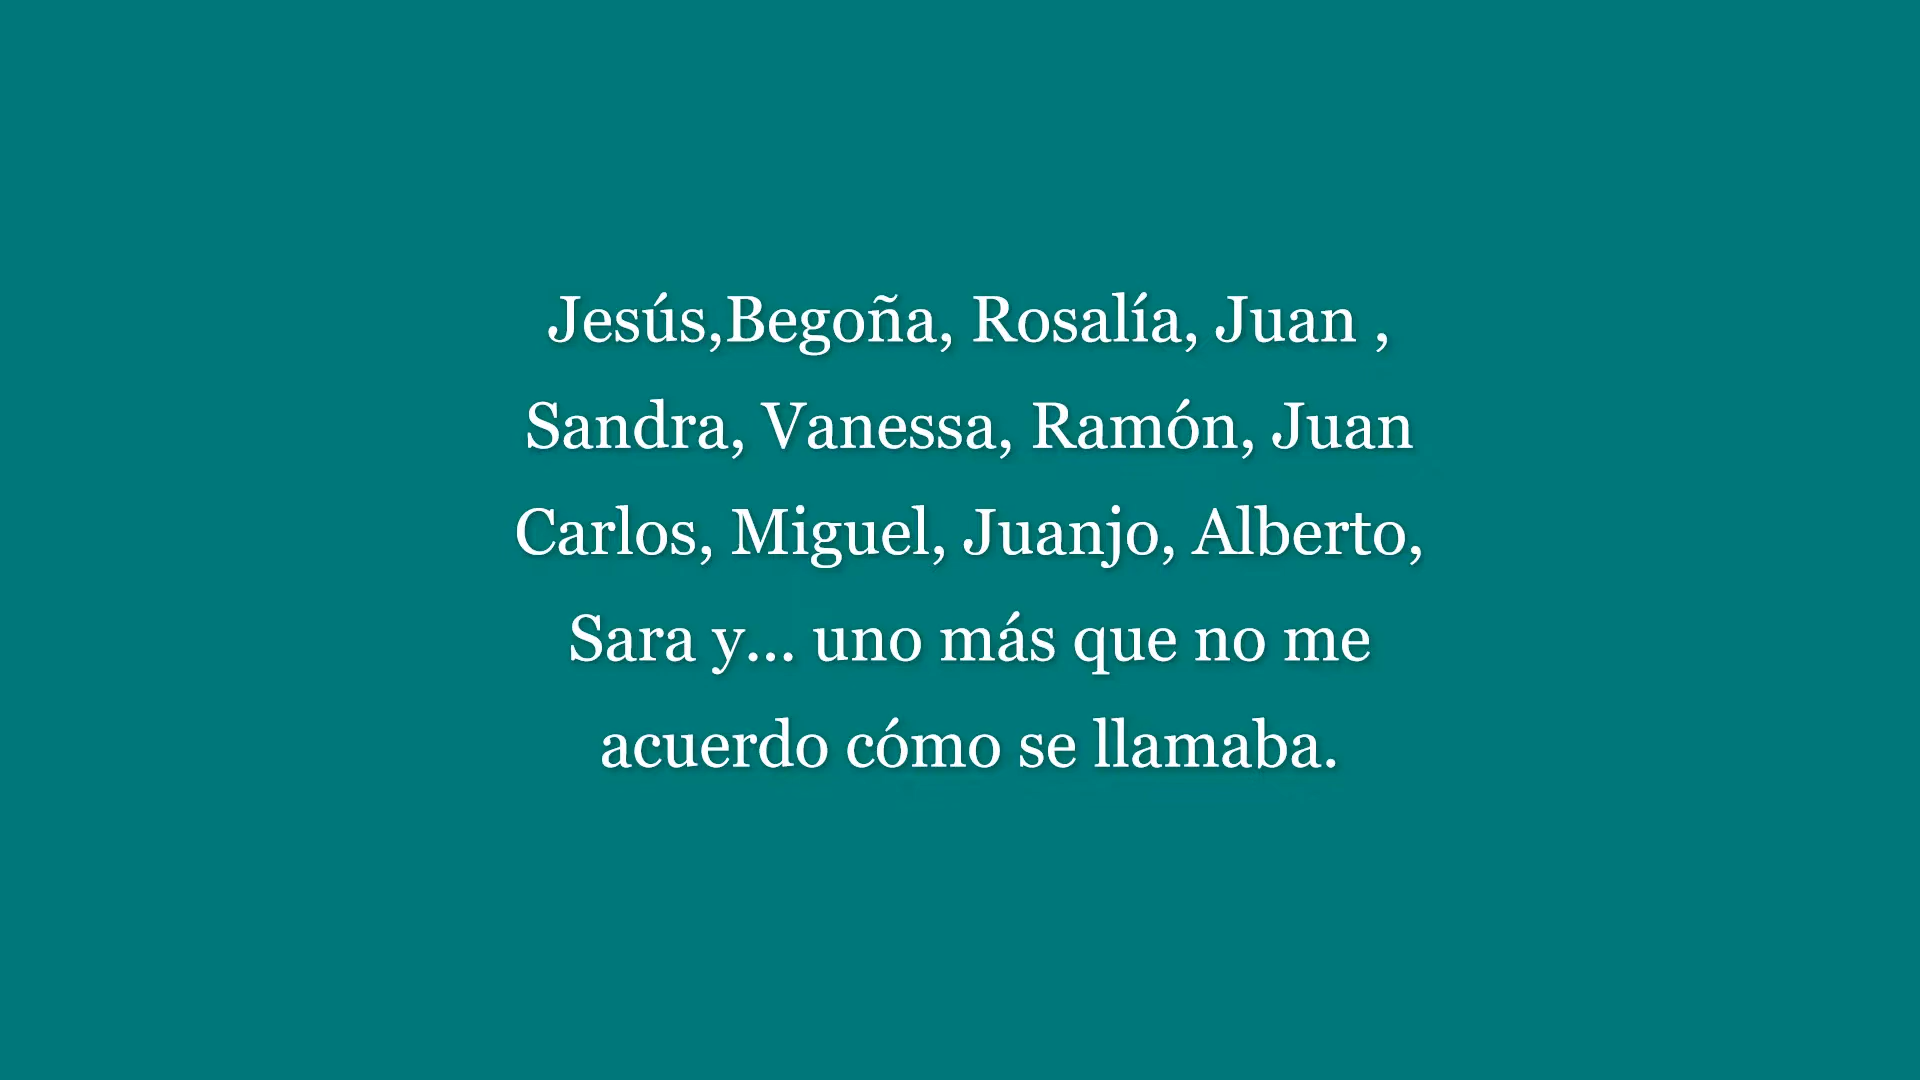 Jesús,Begoña, Rosalía, Juan ,
Sandra, Vanessa, Ramón, Juan
Carlos, Miguel, Juanjo, Alberto,
Sara y... uno más que no me
acuerdo cómo se llamaba.